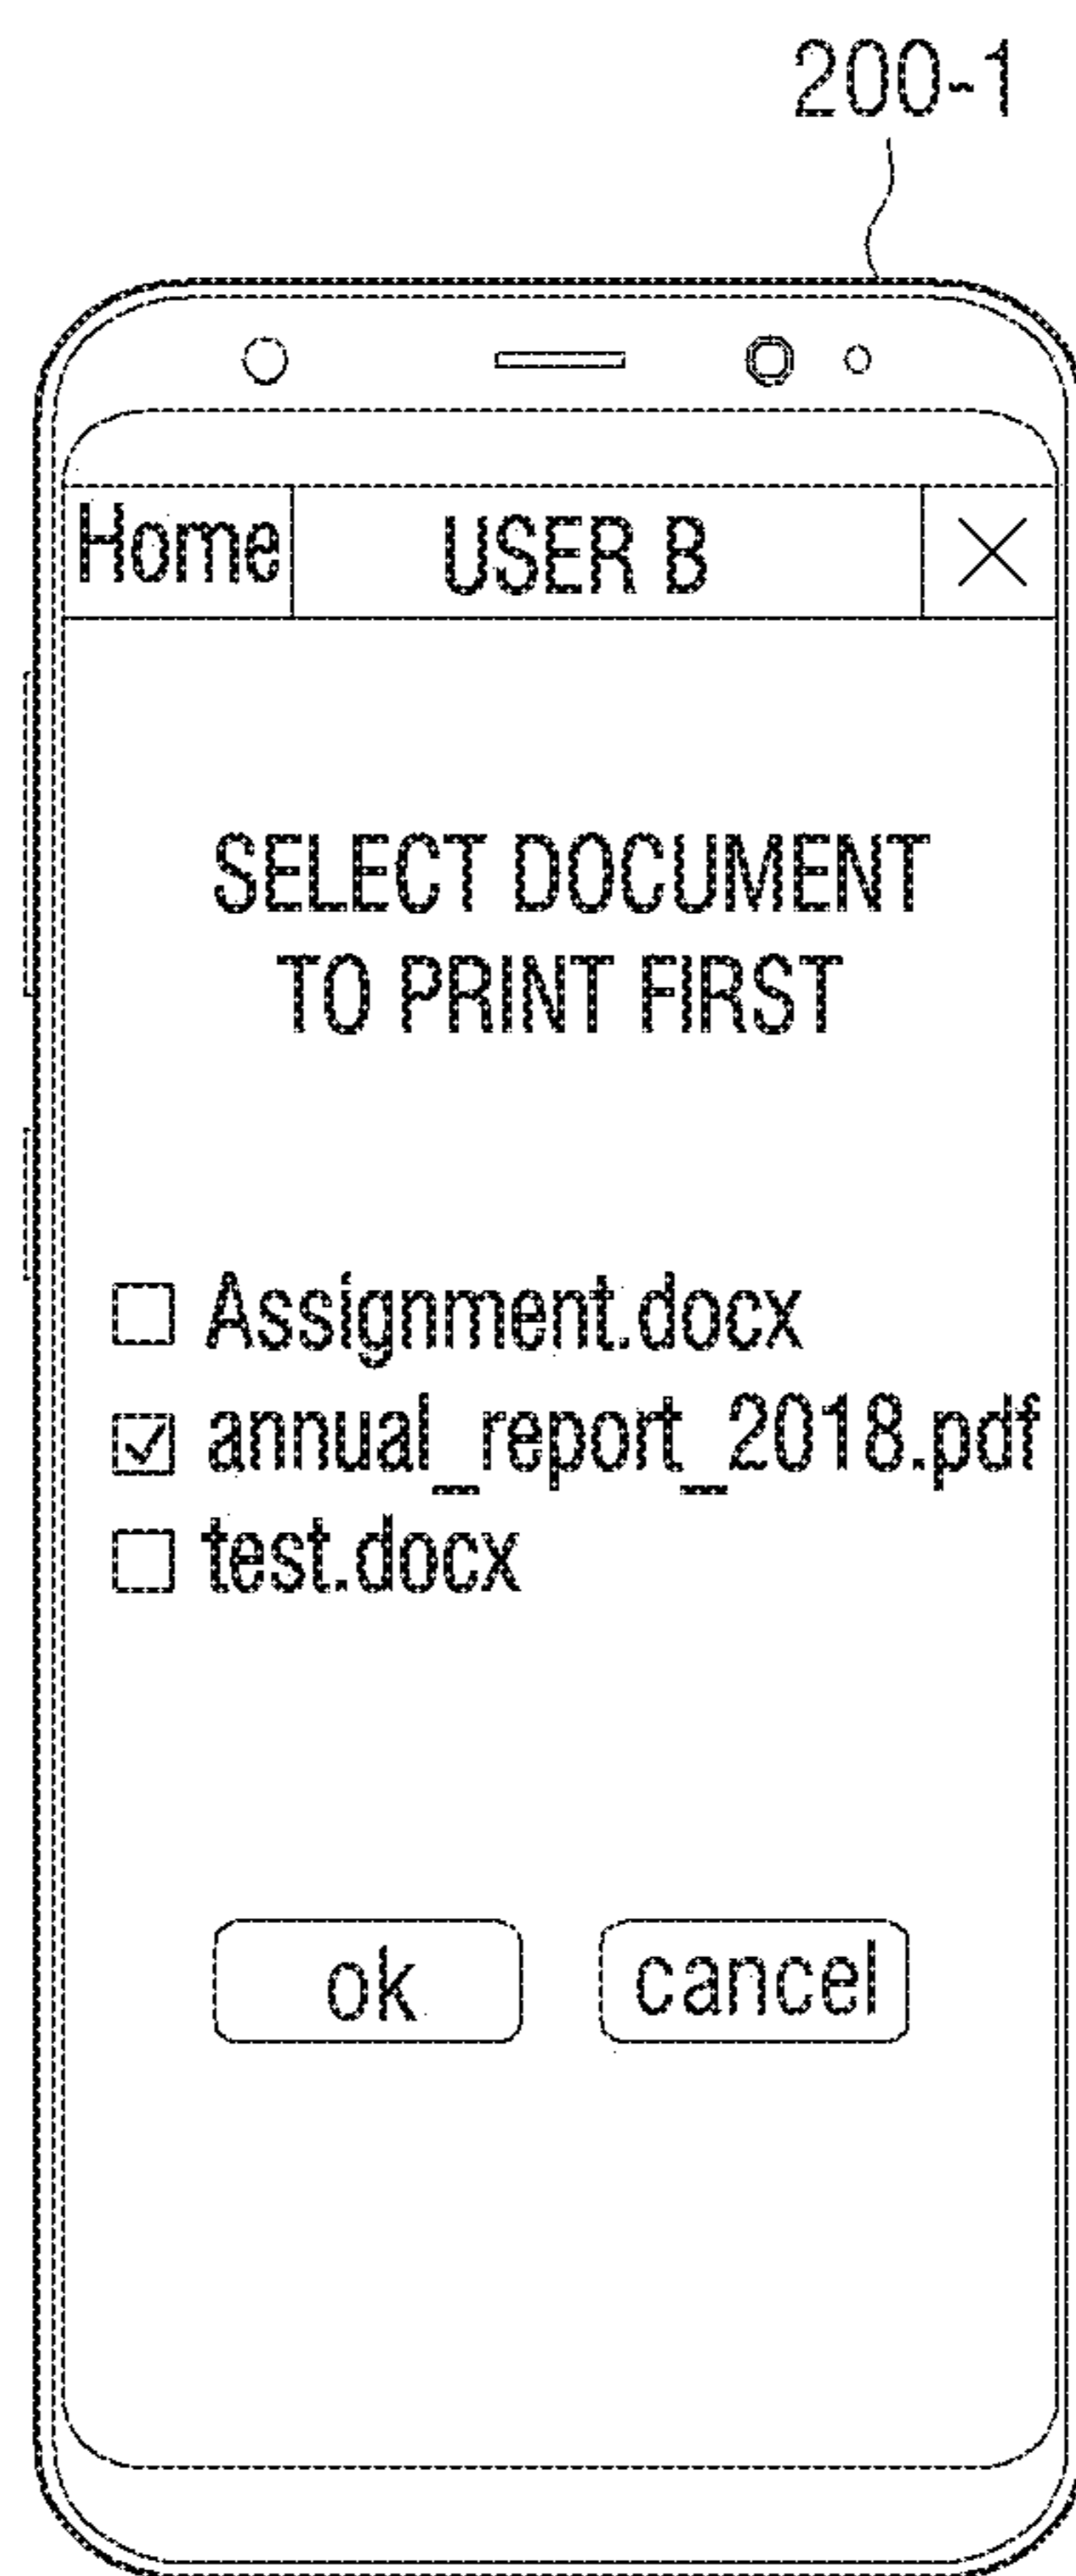 200-1
Home USER B
SELECT DOCUMENT
TO PRINT FIRST
Assignment.docx
annual_report_2018.pdf
test.docx
ok cancel